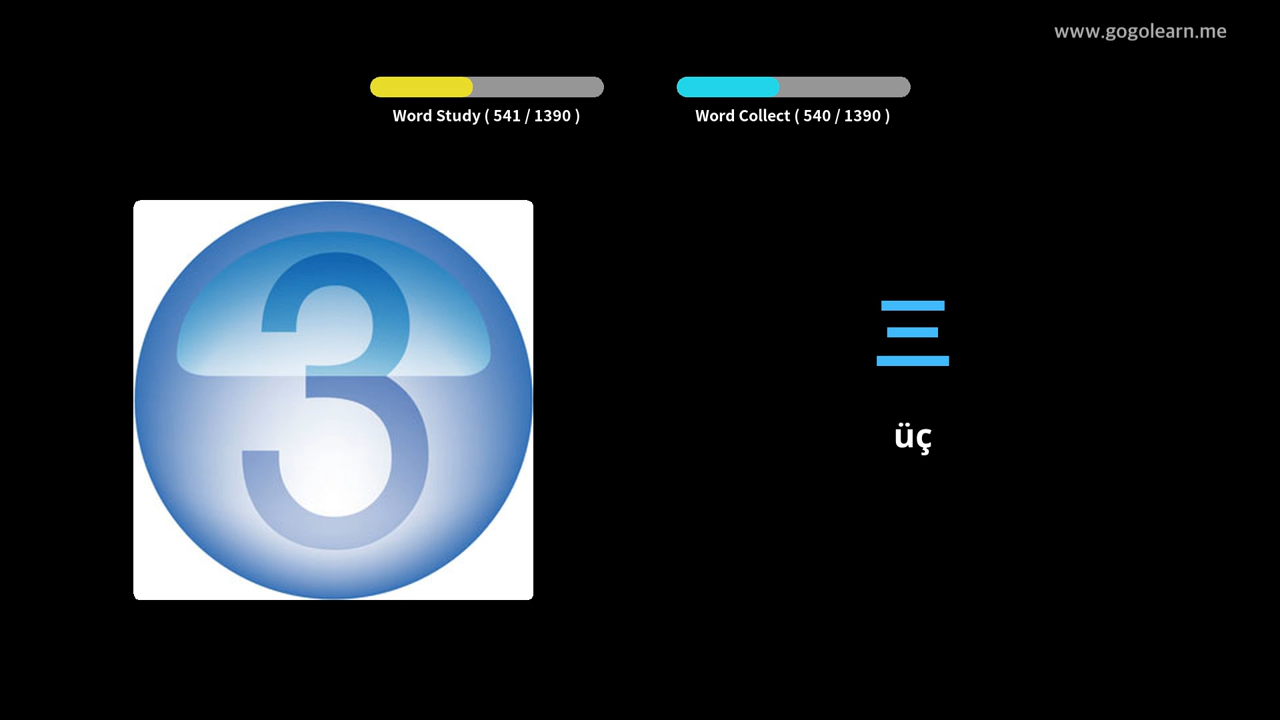 www.gogolearn.me
Word Study ( 541 / 1390 )
Word Collect ( 540 / 1390 )
3
三
üç